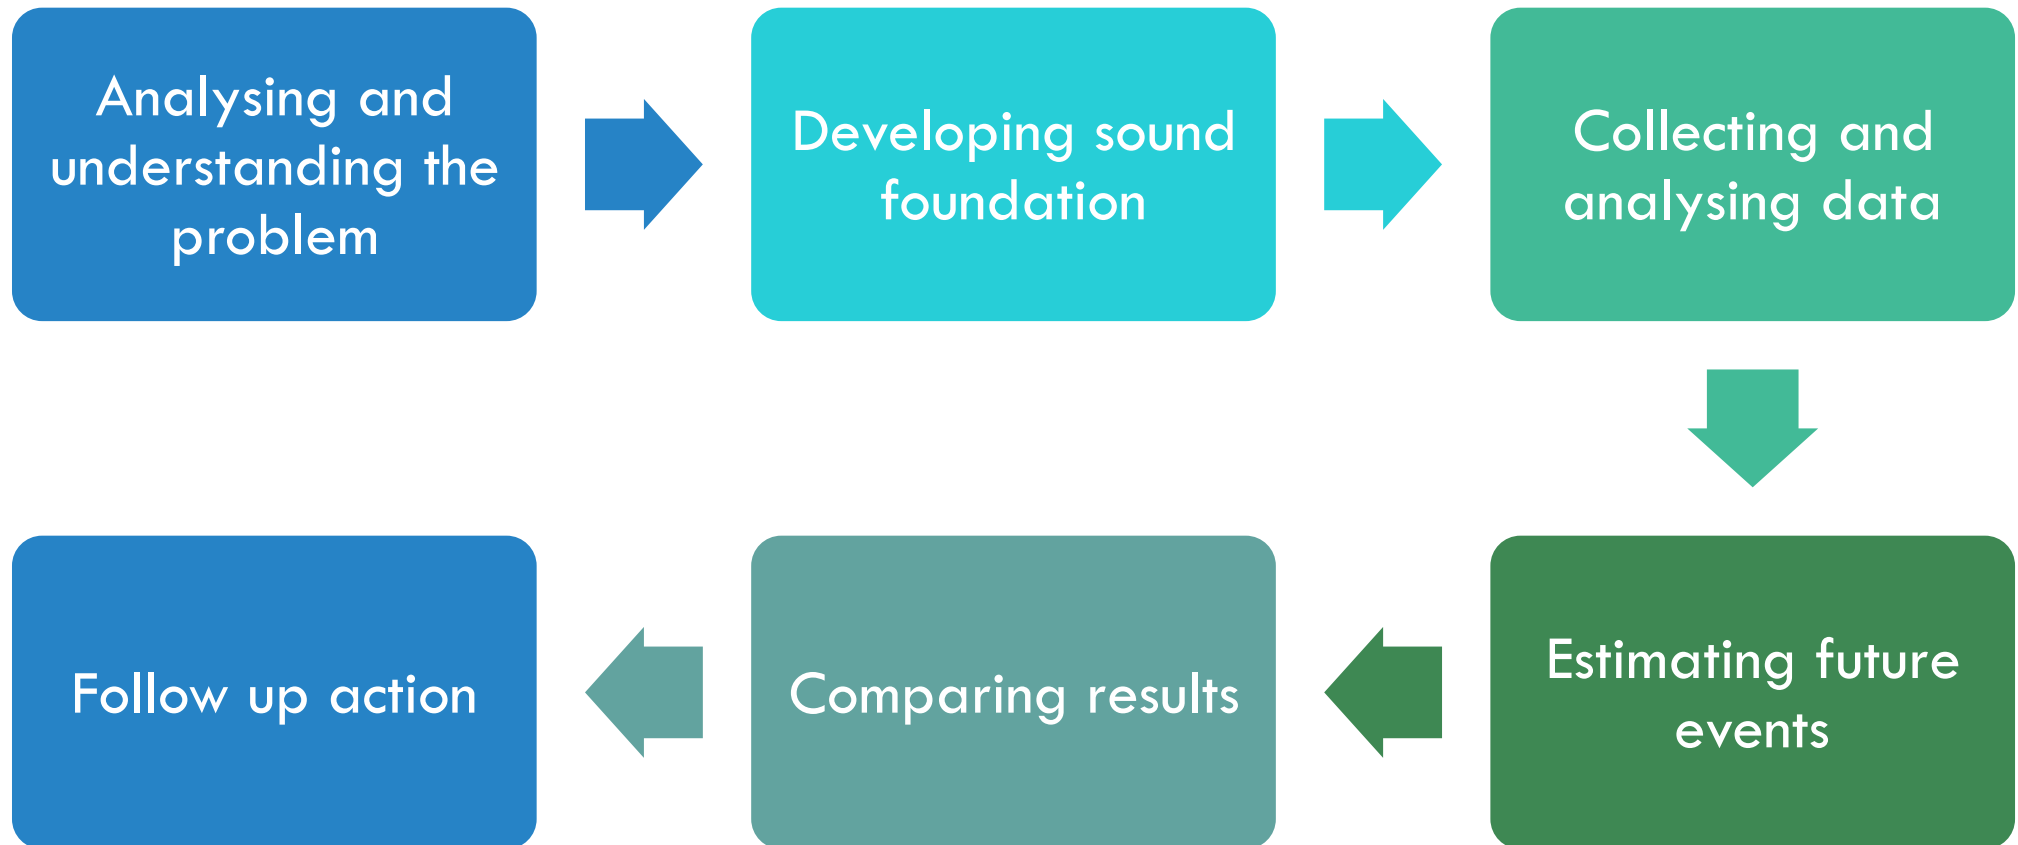 Analysing and
understanding the
problem
Developing sound
foundation
Collecting and
analysing data
Estimating future
events
Comparing results
Follow up action